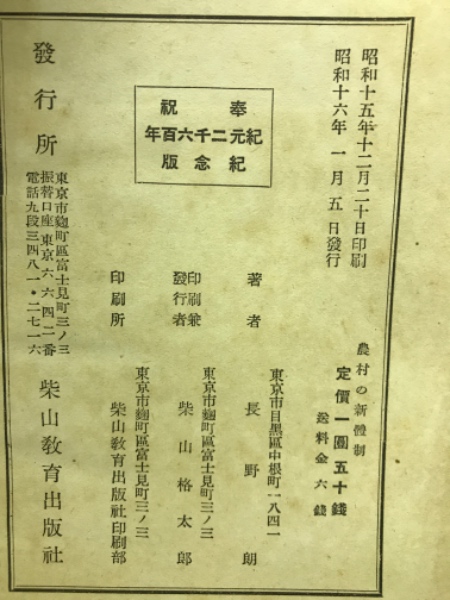 昭和十五年十二月二十日印刷
昭和十六年一月五日發行
奉祝
紀元二千六百年
紀念版
農村の新體制
定價一圓五十錢
送料金六錢
著者
東京市目黑區中根町一八四一
長野朗
印刷兼
發行者
東京市麴町區富士見町三ノ三
柴山格太郎
印刷所
東京市麴町區富士見町三ノ三
柴山敎育出版社印刷部
發行所
東京市麴町區富士見町三ノ三
振替口座東京六六四二番
電話九段三四八一・二七一六
柴山敎育出版社